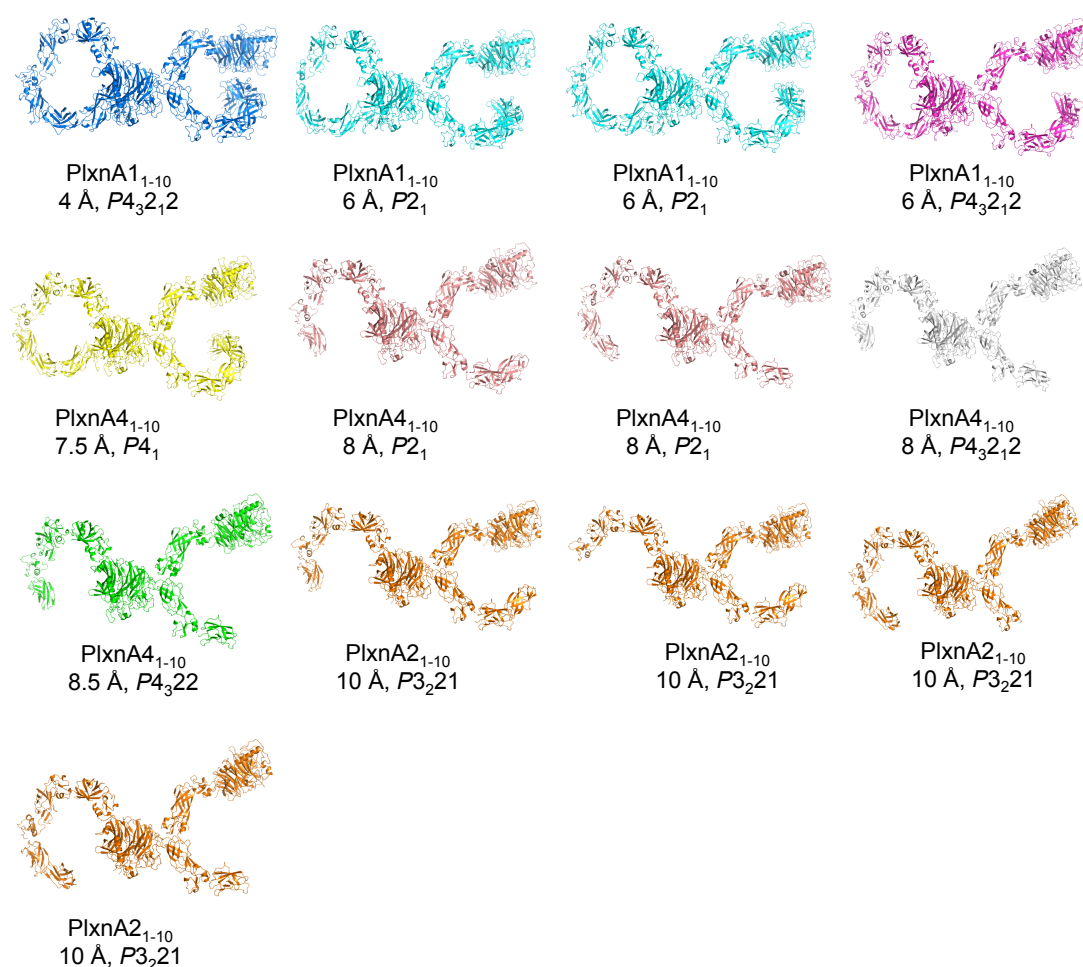 PlxnA1₁₋₁₀
4 Å, P4₃2₁2
PlxnA1₁₋₁₀
6 Å, P2₁
PlxnA1₁₋₁₀
6 Å, P2₁
PlxnA1₁₋₁₀
6 Å, P4₃2₁2
PlxnA4₁₋₁₀
7.5 Å, P4₁
PlxnA4₁₋₁₀
8 Å, P2₁
PlxnA4₁₋₁₀
8 Å, P2₁
PlxnA4₁₋₁₀
8 Å, P4₃2₁2
PlxnA4₁₋₁₀
8.5 Å, P4₃22
PlxnA2₁₋₁₀
10 Å, P3₂21
PlxnA2₁₋₁₀
10 Å, P3₂21
PlxnA2₁₋₁₀
10 Å, P3₂21
PlxnA2₁₋₁₀
10 Å, P3₂21